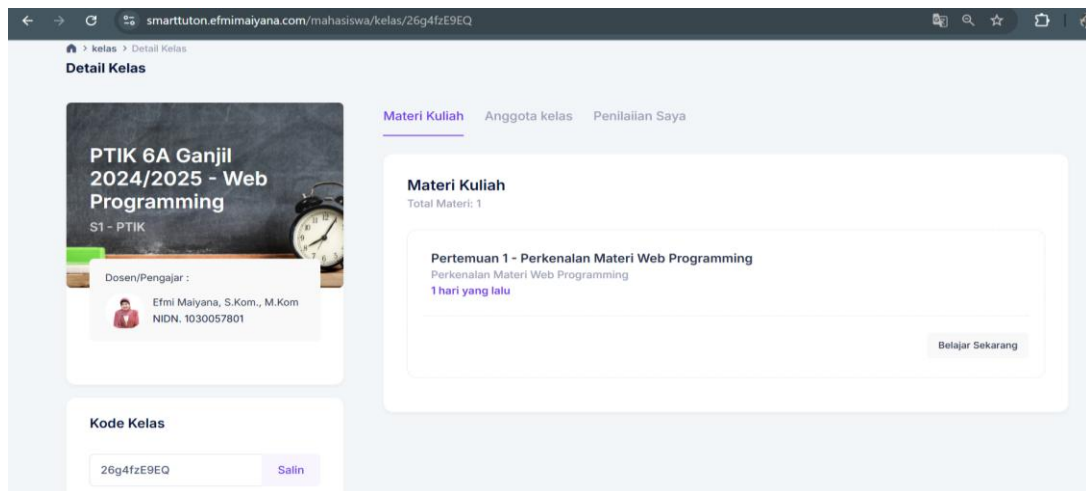 smarttuton.efmimaiyana.com/mahasiswa/kelas/26g4fzE9EQ
> kelas > Detail Kelas
Detail Kelas
PTIK 6A Ganjil
2024/2025 - Web
Programming
S1 - PTIK
Dosen/Pengajar :
Efmi Maiyana, S.Kom., M.Kom
NIDN. 1030057801
Kode Kelas
26g4fzE9EQ
Salin
Materi Kuliah Anggota kelas Penilaiian Saya
Materi Kuliah
Total Materi: 1
Pertemuan 1 - Perkenalan Materi Web Programming
Perkenalan Materi Web Programming
1 hari yang lalu
Belajar Sekarang